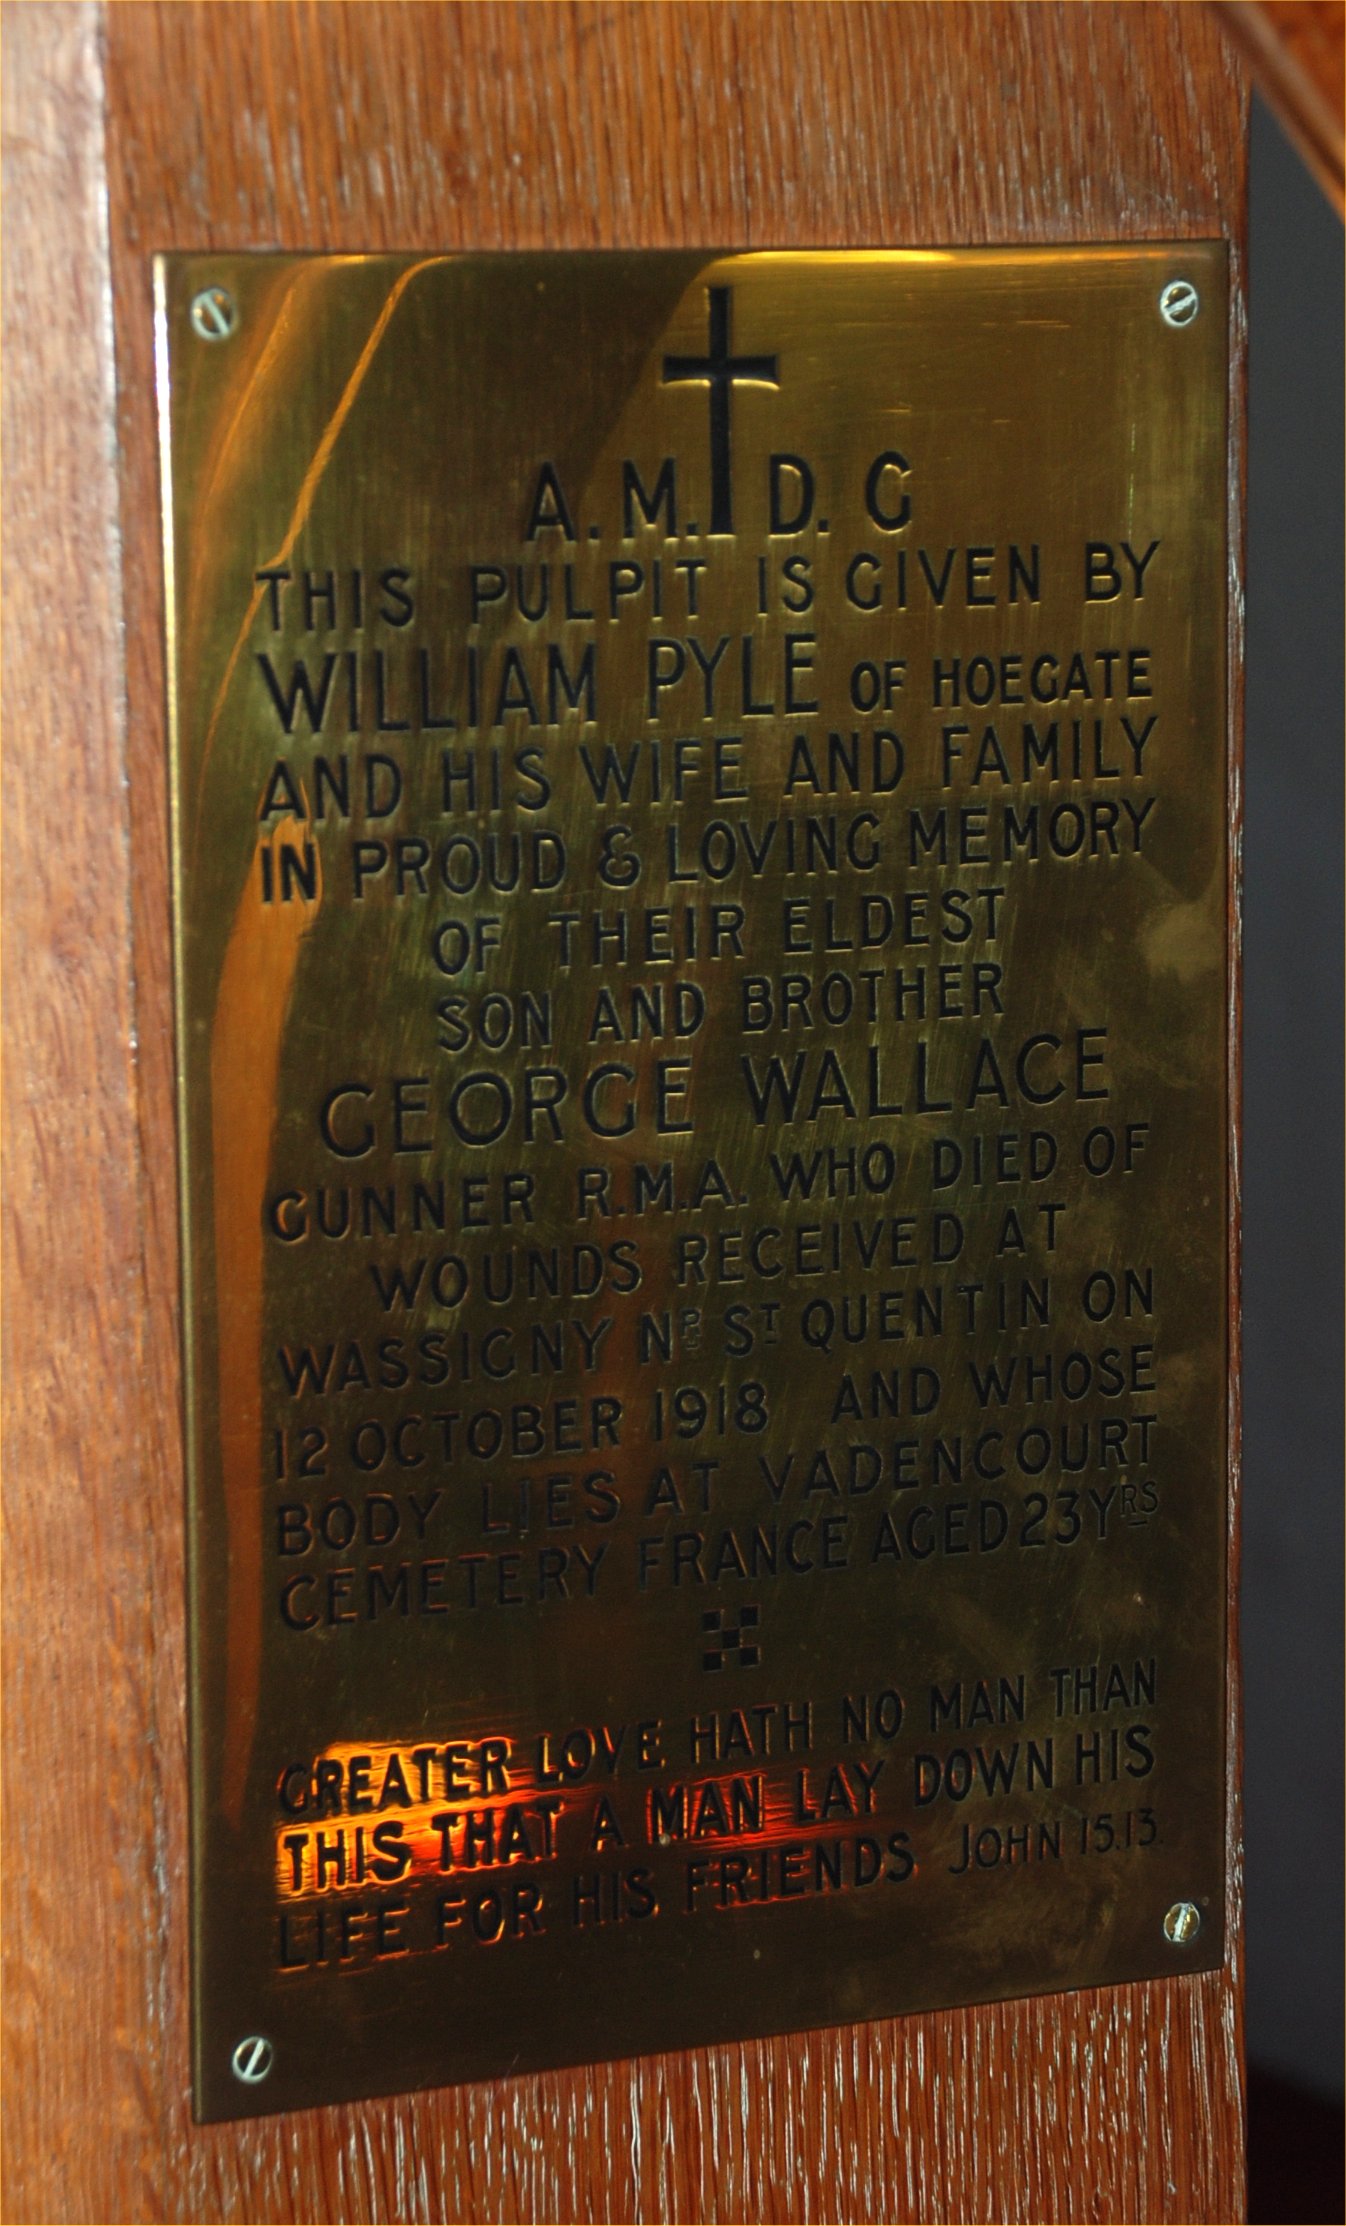 A.M.D.G
THIS PULPIT IS GIVEN BY
WILLIAM PYLE OF HOEGATE
AND HIS WIFE AND FAMILY
IN PROUD & LOVING MEMORY
OF THEIR ELDEST
SON AND BROTHER
GEORGE WALLACE
GUNNER R.M.A. WHO DIED OF
WOUNDS RECEIVED AT
WASSIGNY NR ST QUENTIN ON
12 OCTOBER 1918 AND WHOSE
BODY LIES AT VADENCOURT
CEMETERY FRANCE AGED 23 YRS
GREATER LOVE HATH NO MAN THAN
THIS THAT A MAN LAY DOWN HIS
LIFE FOR HIS FRIENDS JOHN 15.13.